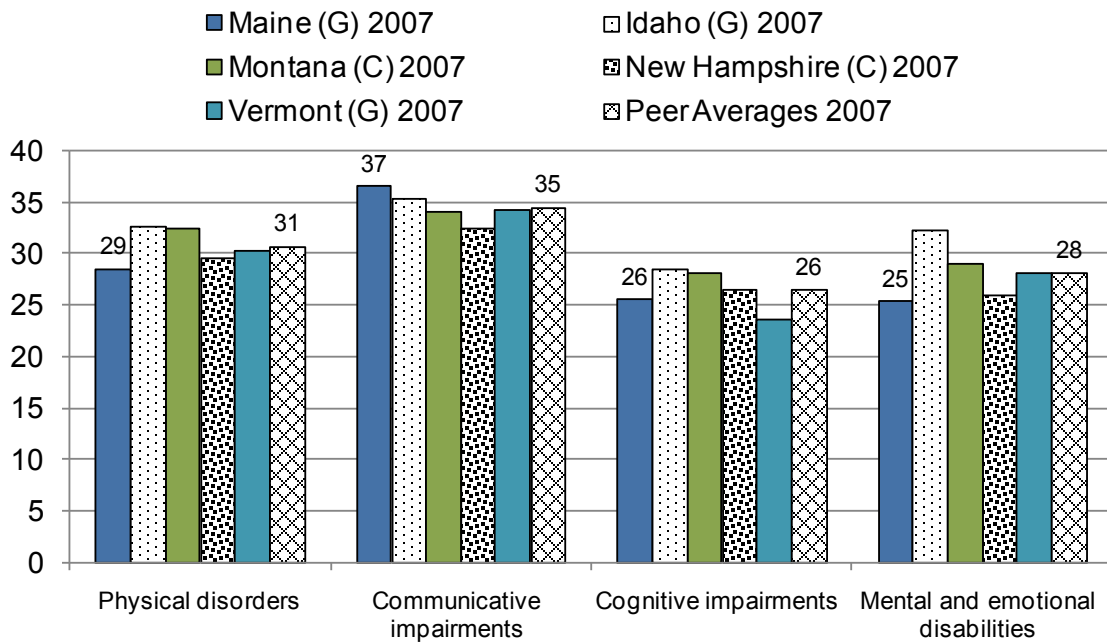 Maine (G) 2007
Idaho (G) 2007
Montana (C) 2007
New Hampshire (C) 2007
Vermont (G) 2007
Peer Averages 2007
40
35
30
25
20
15
10
5
0
29
31
37
35
26
26
25
28
Physical disorders
Communicative
impairments
Cognitive impairments
Mental and emotional
disabilities